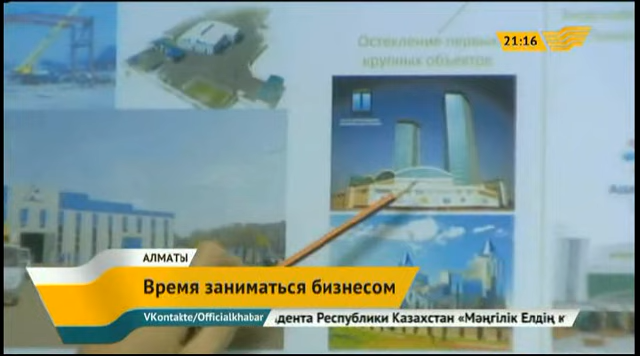 21:16
Остекление первых
крупных объектов
АЛМАТЫ
Время заниматься бизнесом
VKontakte/Officialkhabar
дента Республики Казахстан «Мәңгілік Елдің